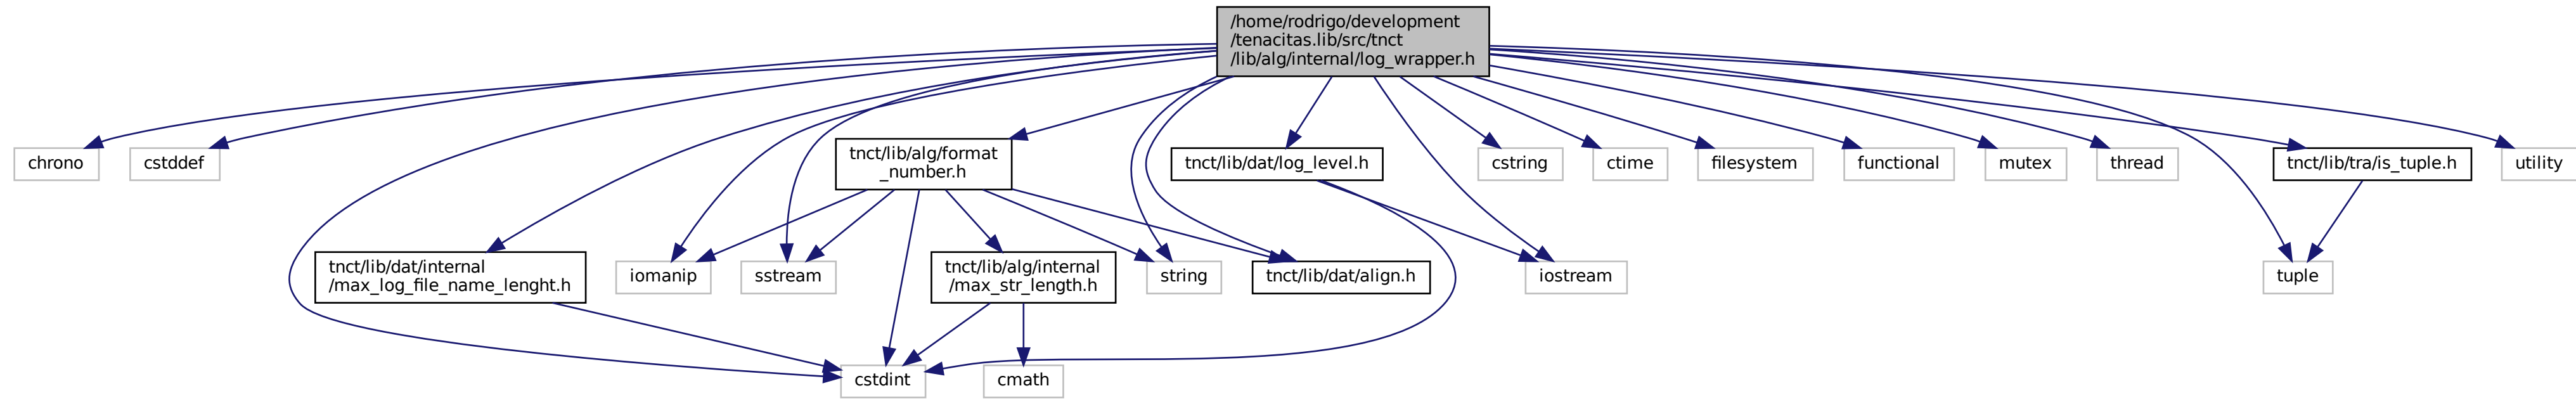 /home/rodrigo/development
/tenacitas.lib/src/tnct
/lib/alg/internal/log_wrapper.h
chrono
cstddef
tnct/lib/alg/format
_number.h
tnct/lib/dat/log_level.h
cstring
ctime
filesystem
functional
mutex
thread
tnct/lib/tra/is_tuple.h
utility
tnct/lib/dat/internal
/max_log_file_name_lenght.h
iomanip
sstream
tnct/lib/alg/internal
/max_str_length.h
string
tnct/lib/dat/align.h
iostream
tuple
cstdint
cmath